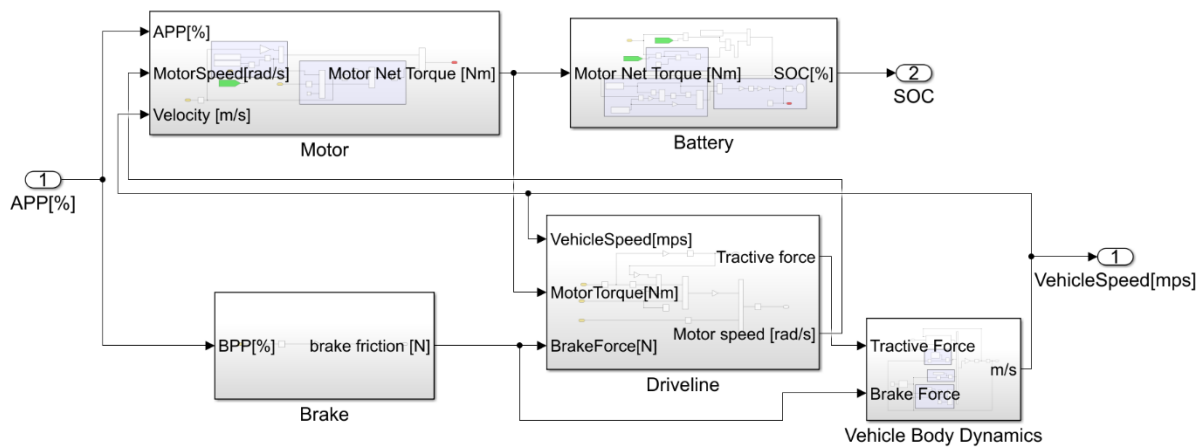 APP[%]
MotorSpeed[rad/s]
Velocity [m/s]
Motor Net Torque [Nm]
Motor
Motor Net Torque [Nm]
SOC[%]
Battery
2
SOC
1
APP[%]
VehicleSpeed[mps]
MotorTorque[Nm]
BrakeForce[N]
Tractive force
Motor speed [rad/s]
Driveline
BPP[%]
brake friction [N]
Brake
Tractive Force
Brake Force
m/s
Vehicle Body Dynamics
1
VehicleSpeed[mps]